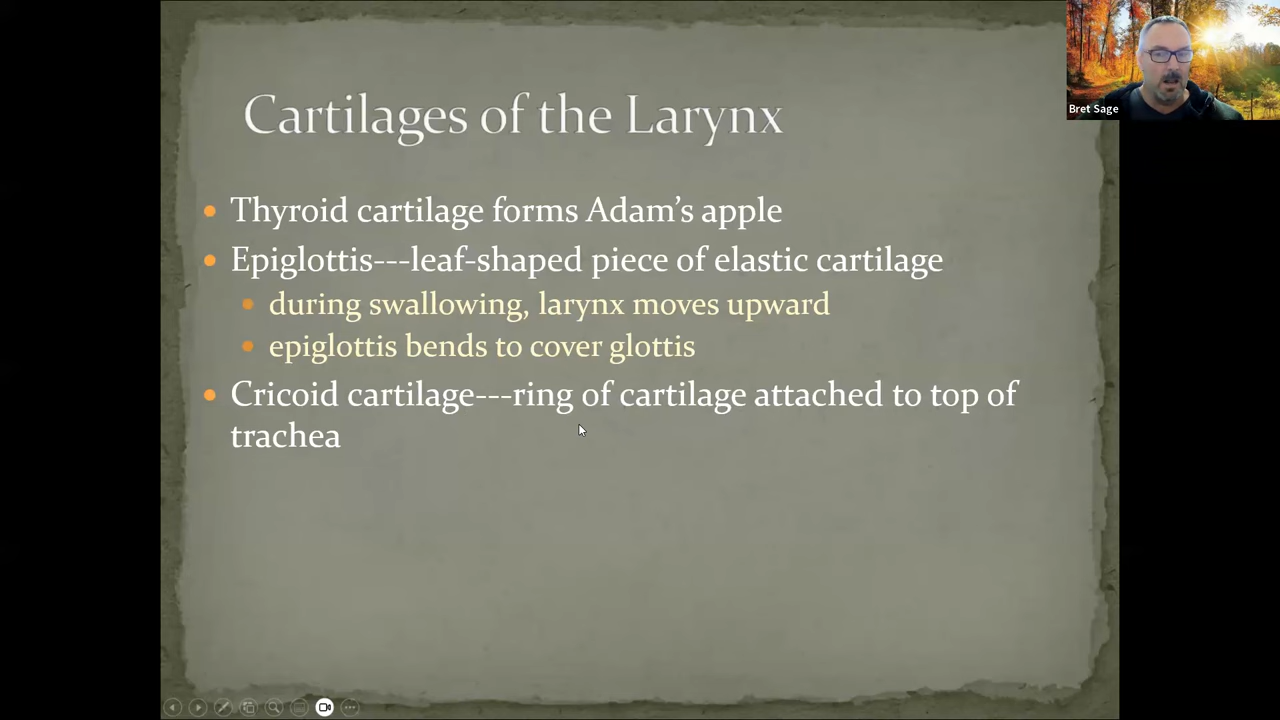 Cartilages of the Larynx
Bret Sage
Thyroid cartilage forms Adam's apple
Epiglottis---leaf-shaped piece of elastic cartilage
during swallowing, larynx moves upward
epiglottis bends to cover glottis
Cricoid cartilage---ring of cartilage attached to top of
trachea